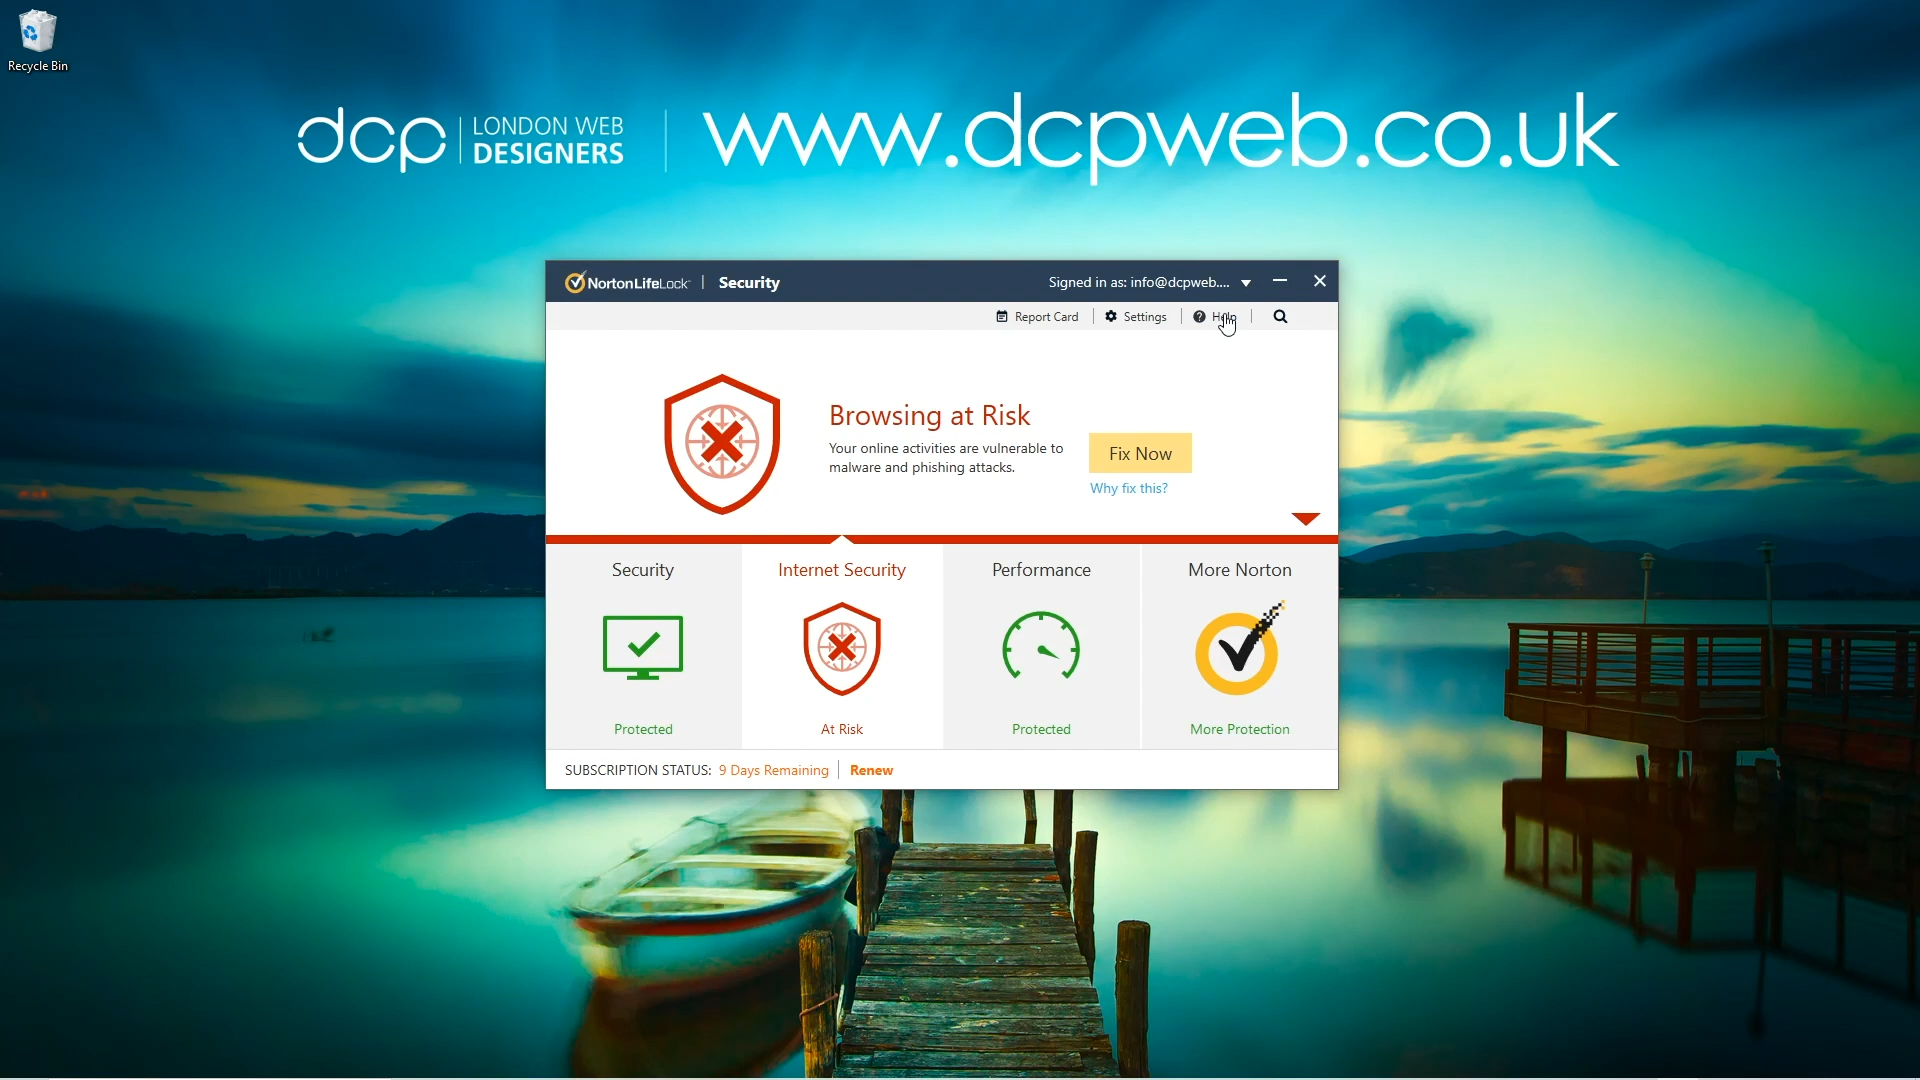 Recycle Bin
dcp LONDON WEB DESIGNERS
www.dcpweb.co.uk
NortonLifeLock | Security
Signed in as: info@dcpweb....
Report Card
Settings
Help
Browsing at Risk
Your online activities are vulnerable to
malware and phishing attacks.
Fix Now
Why fix this?
Security
Internet Security
Performance
More Norton
Protected
At Risk
Protected
More Protection
SUBSCRIPTION STATUS: 9 Days Remaining | Renew